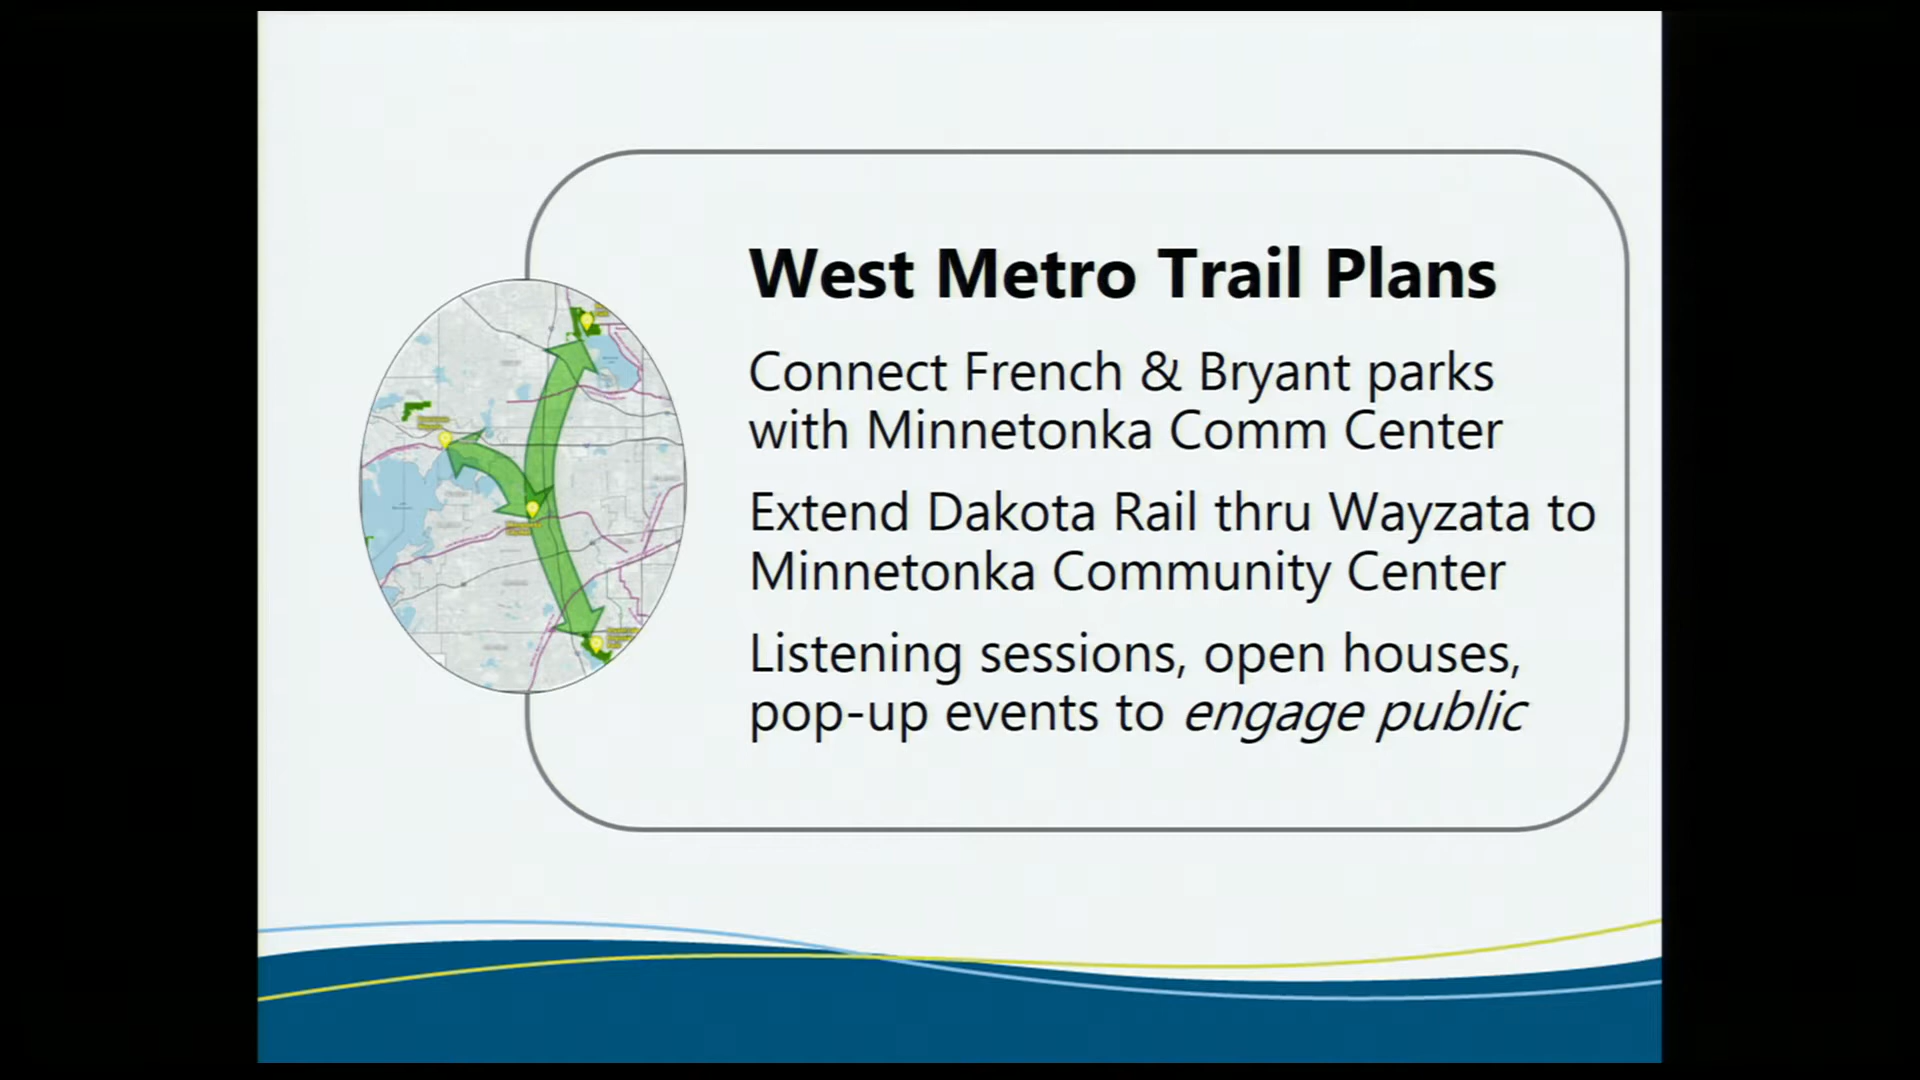 West Metro Trail Plans
Connect French & Bryant parks
with Minnetonka Comm Center
Extend Dakota Rail thru Wayzata to
Minnetonka Community Center
Listening sessions, open houses,
pop-up events to engage public